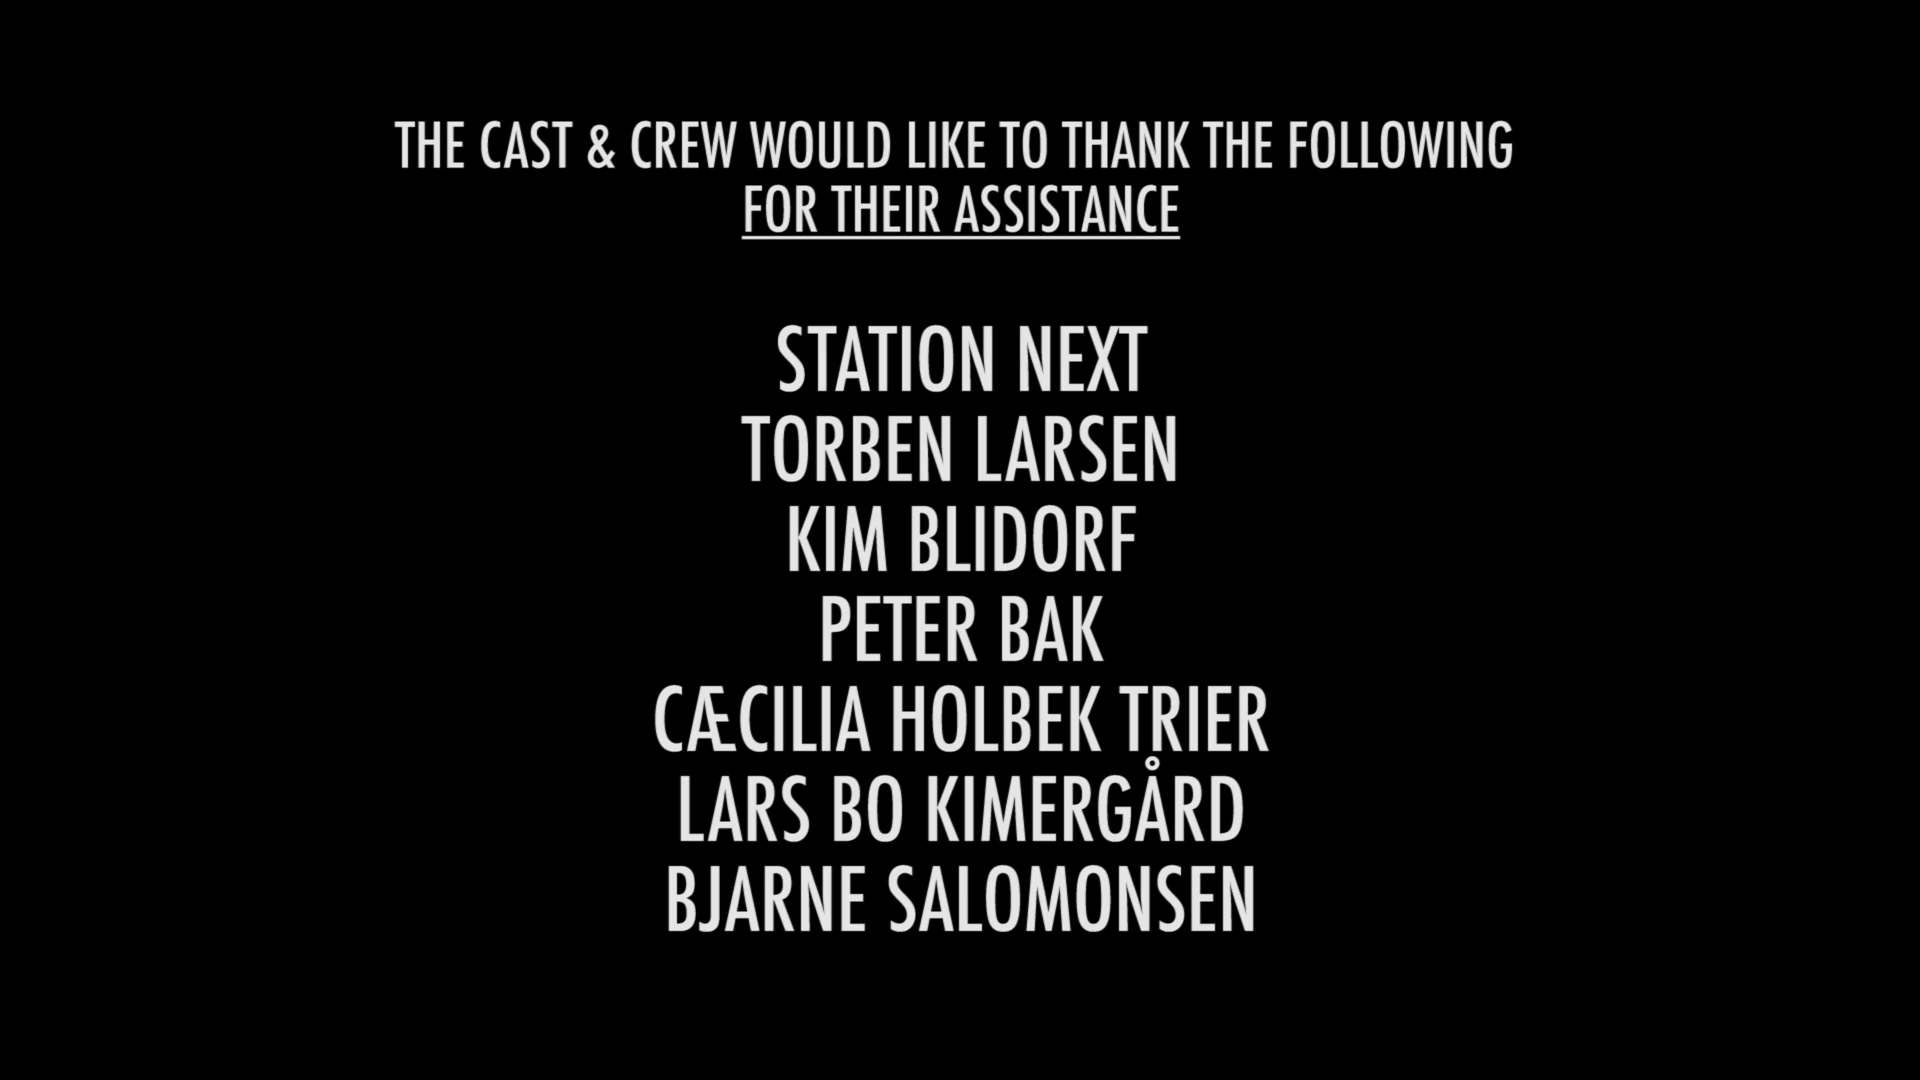 THE CAST & CREW WOULD LIKE TO THANK THE FOLLOWING
FOR THEIR ASSISTANCE
STATION NEXT
TORBEN LARSEN
KIM BLIDORF
PETER BAK
CÆCILIA HOLBEK TRIER
LARS BO KIMERGÅRD
BJARNE SALOMONSEN